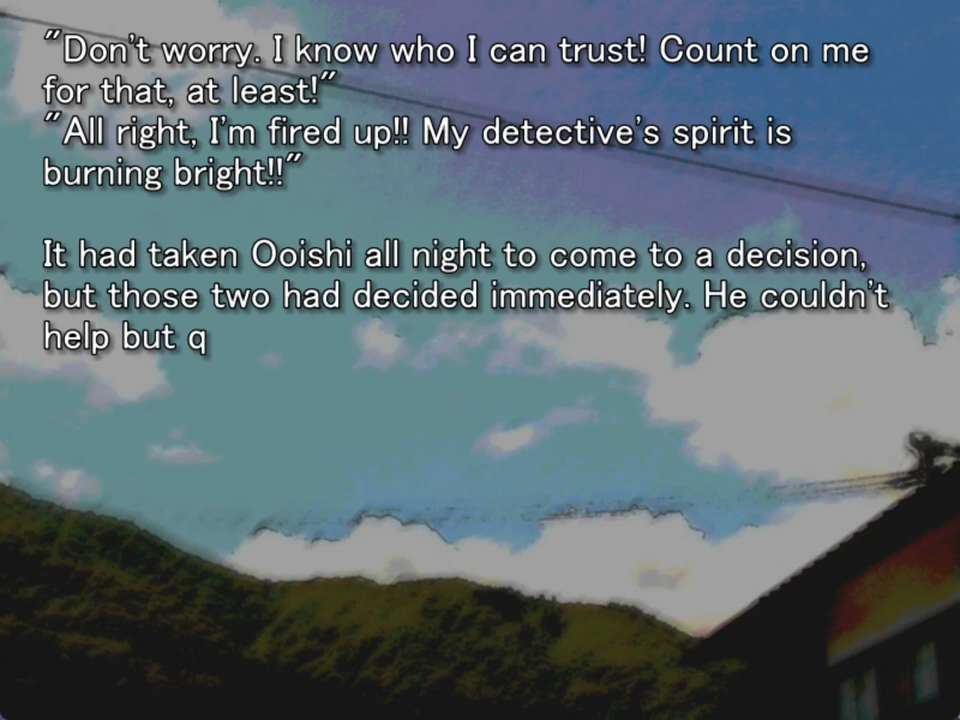 "Don't worry. I know who I can trust! Count on me
for that, at least!"
"All right, I'm fired up!! My detective's spirit is
burning bright!!"
It had taken Ooishi all night to come to a decision,
but those two had decided immediately. He couldn't
help but q